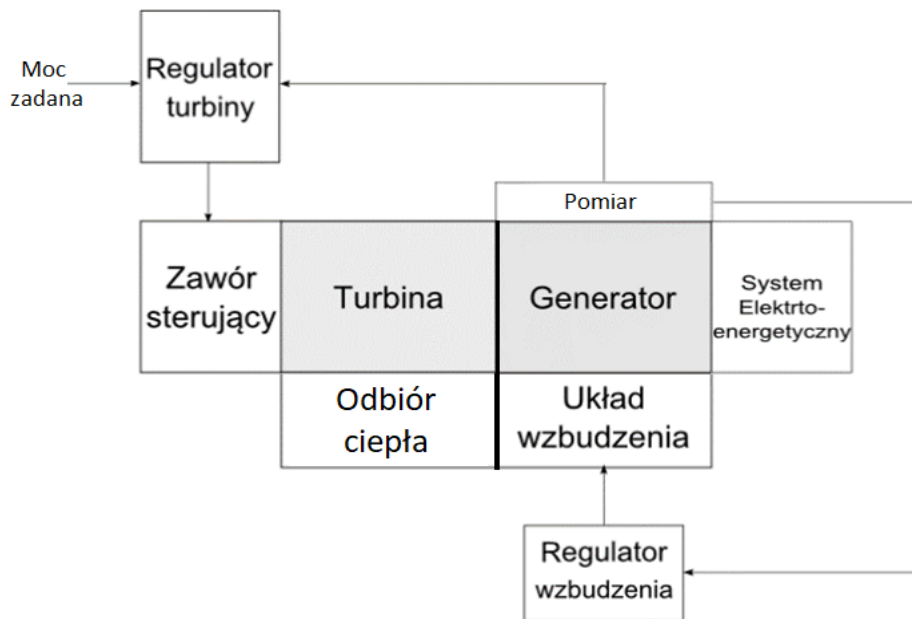 Moc
zadana
Regulator
turbiny
Pomiar
Zawór
sterujący
Turbina
Generator
System
Elektrto-
energetyczny
Odbiór
ciepła
Układ
wzbudzenia
Regulator
wzbudzenia